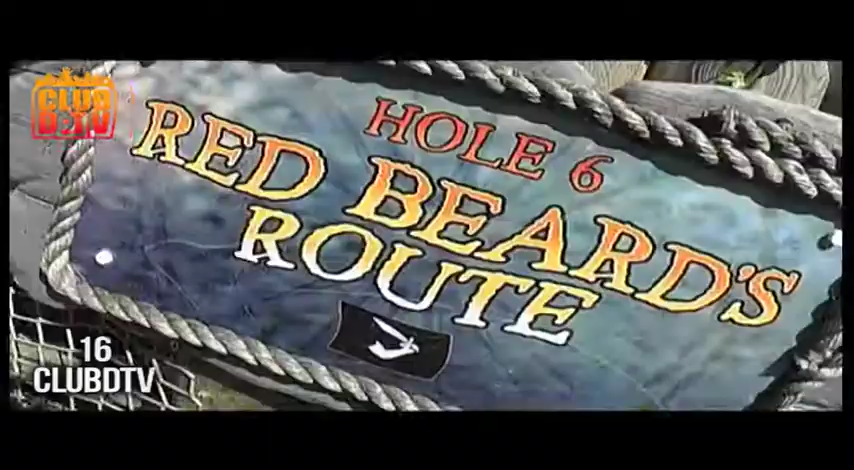 CLUB
DTV
HOLE 6
RED BEARD'S
ROUTE
16
CLUBDTV